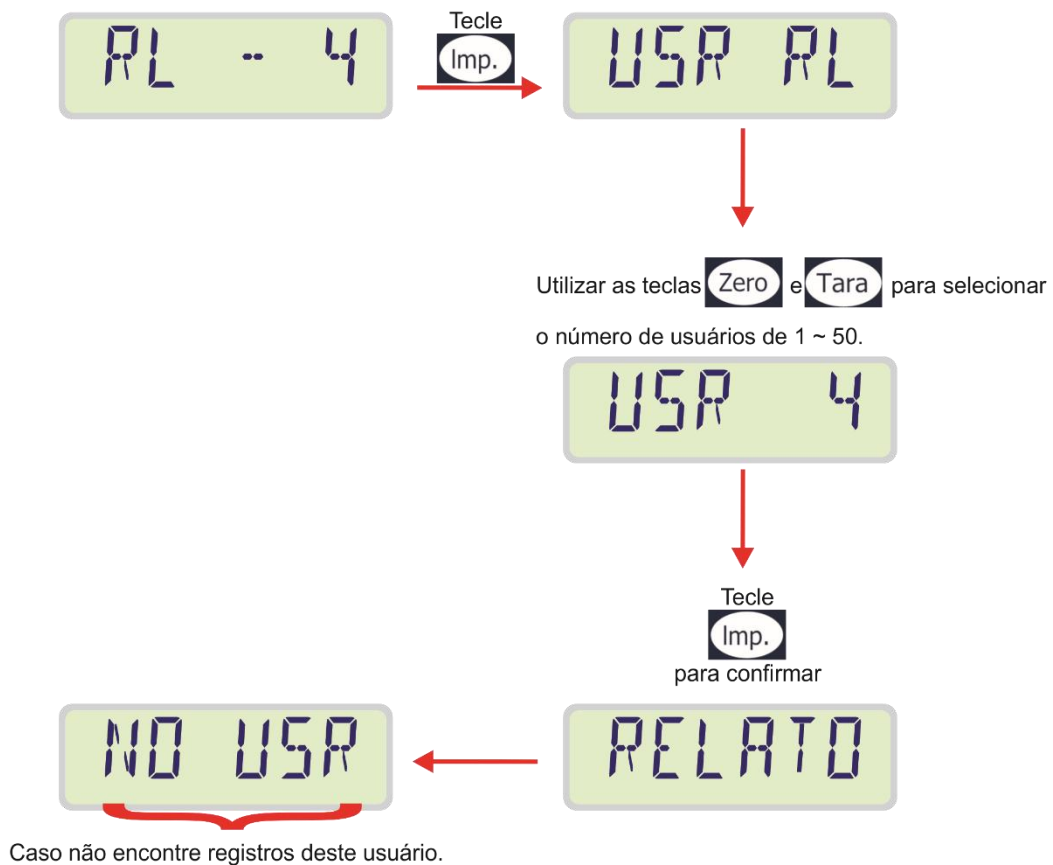 Tecle
RL - 4
Imp.
USR RL
Utilizar as teclas Zero e Tara para selecionar
o número de usuários de 1 ~ 50.
USR 4
Tecle
Imp.
para confirmar
NO USR
RELATO
Caso não encontre registros deste usuário.